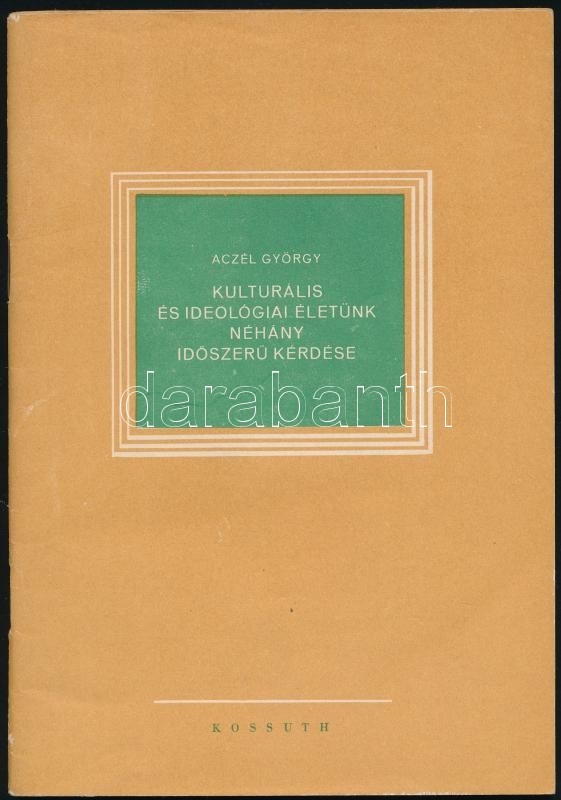 ACZÉL GYÖRGY
KULTURÁLIS
ÉS IDEOLÓGIAI ÉLETÜNK
NÉHÁNY
IDŐSZERŰ KÉRDÉSE
darabanth
KOSSUTH